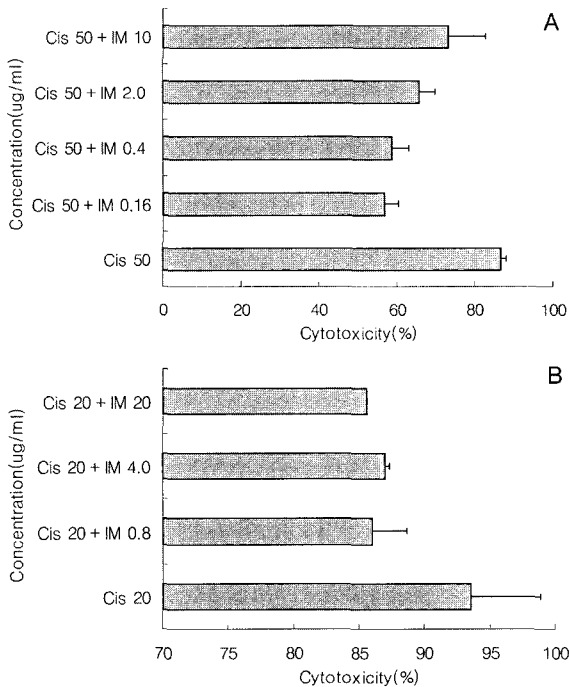 A
Concentration(ug/ml)
Cis 50 + IM 10
Cis 50 + IM 2.0
Cis 50 + IM 0.4
Cis 50 + IM 0.16
Cis 50
0 20 40 60 80 100
Cytotoxicity(%)
B
Concentration(ug/ml)
Cis 20 + IM 20
Cis 20 + IM 4.0
Cis 20 + IM 0.8
Cis 20
70 75 80 85 90 95 100
Cytotoxicity(%)